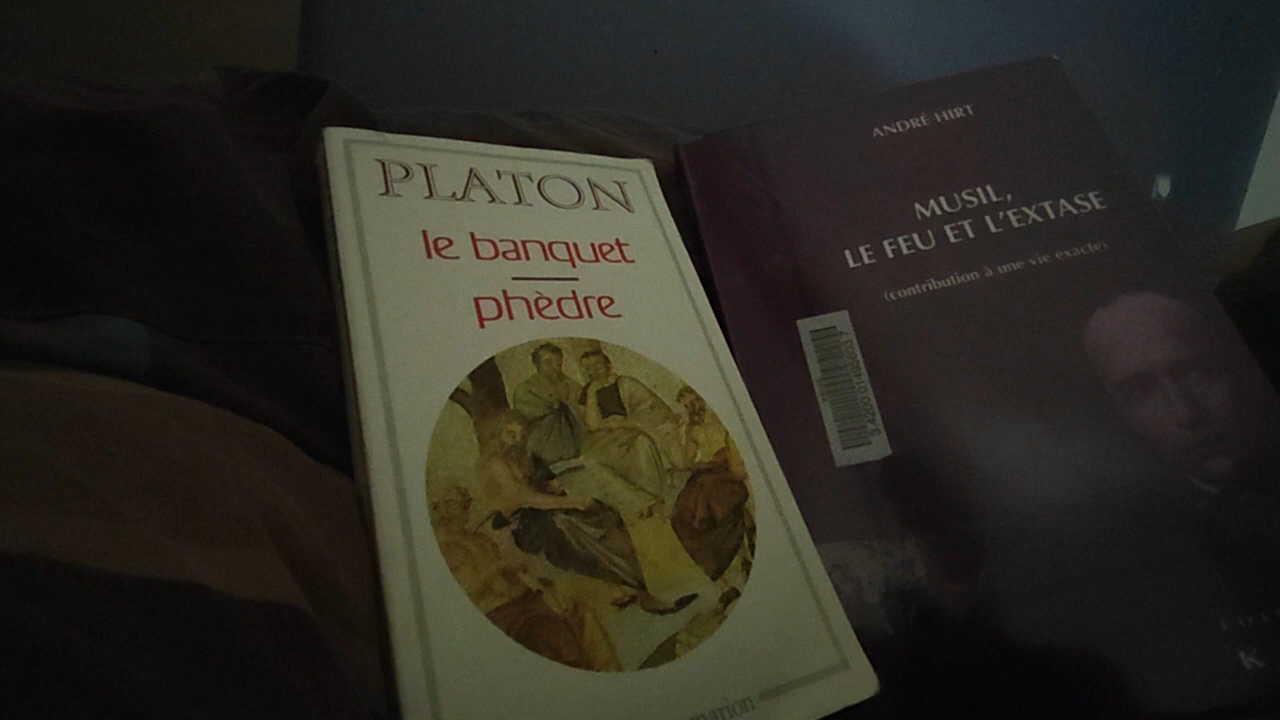 PLATON
le banquet
phèdre
ANDRÉ HIRT
MUSIL,
LE FEU ET L'EXTASE
(contribution à une vie exacte)
K